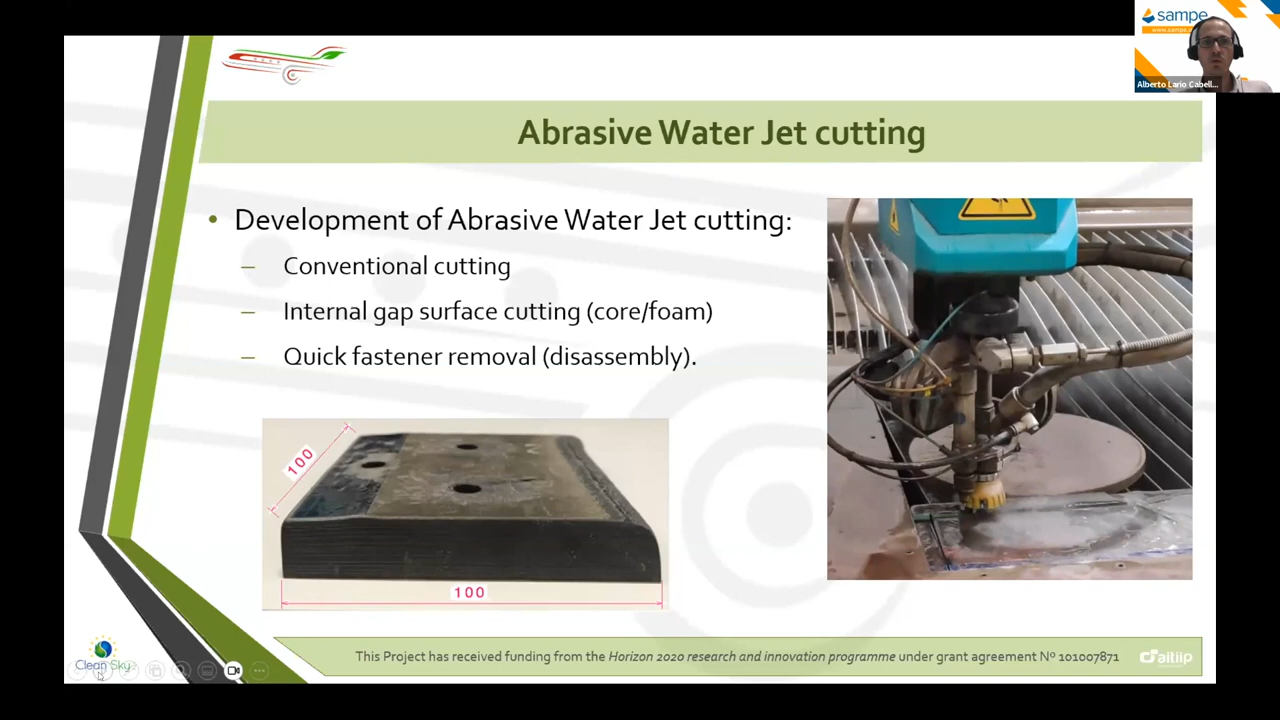 sampe
www.sampe
Alberto Lario Cabell...
Abrasive Water Jet cutting
• Development of Abrasive Water Jet cutting:
– Conventional cutting
– Internal gap surface cutting (core/foam)
– Quick fastener removal (disassembly).
100
100
Clean Sky
This Project has received funding from the Horizon 2020 research and innovation programme under grant agreement Nº 101007871
aitiip